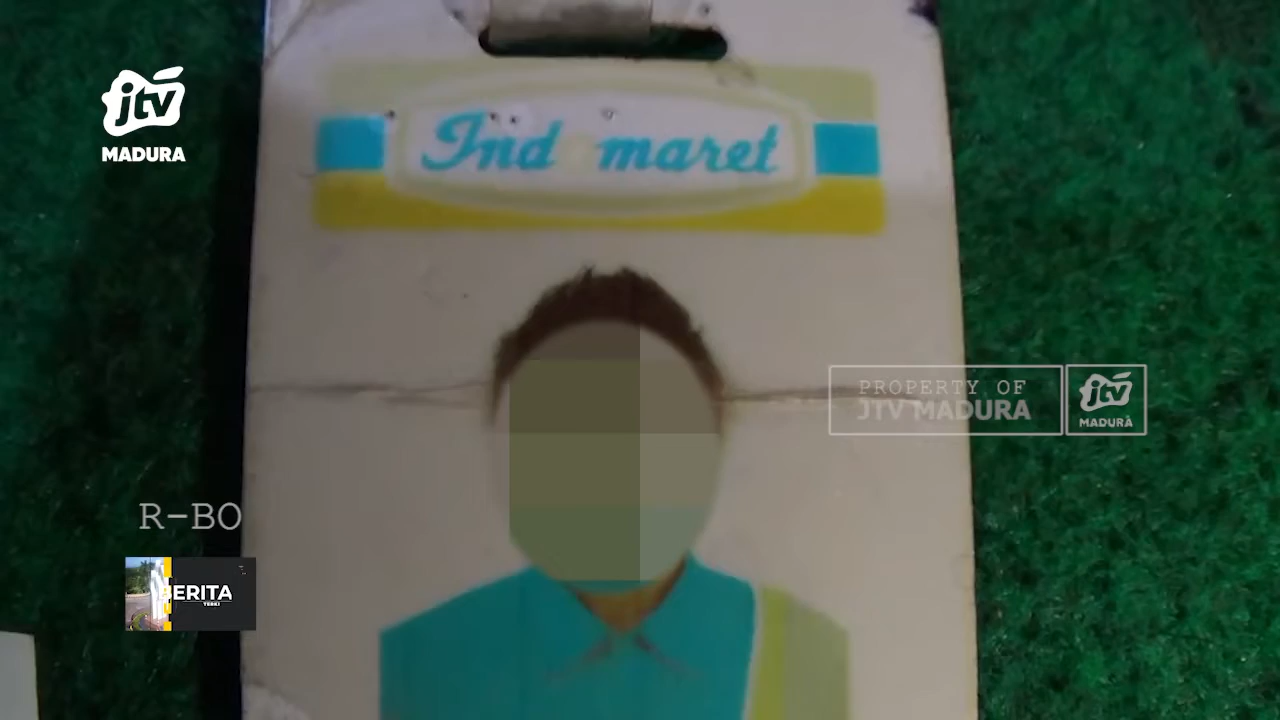 jtv
MADURA
Ind maret
PROPERTY OF
JTV MADURA
jtv
MADURA
R-BO
BERITA